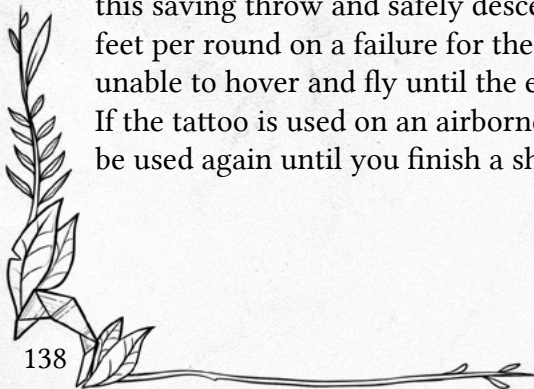 this saving throw and safely desce
feet per round on a failure for the
unable to hover and fly until the e
If the tattoo is used on an airborne
be used again until you finish a sh
138